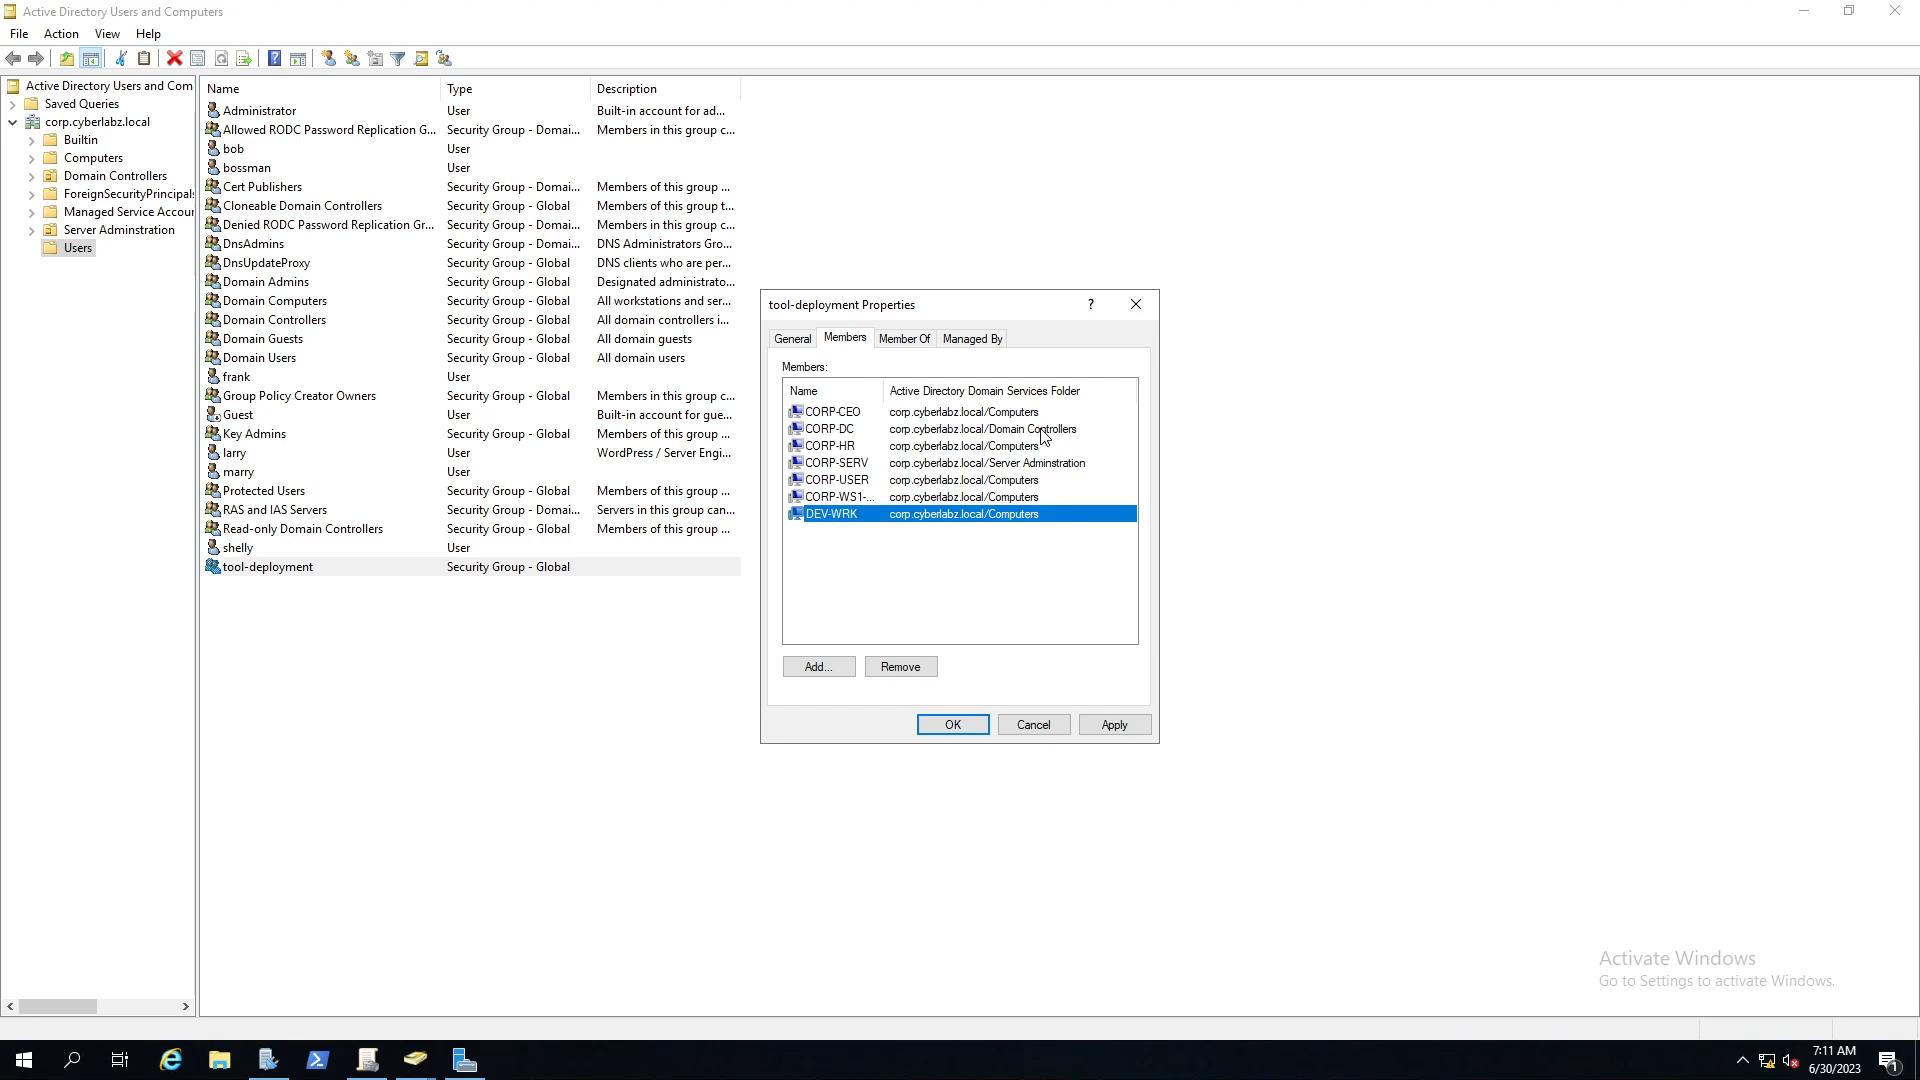 Active Directory Users and Computers
File Action View Help
Active Directory Users and Com
Saved Queries
corp.cyberlabz.local
Builtin
Computers
Domain Controllers
ForeignSecurityPrincipals
Managed Service Accour
Server Adminstration
Users
Name Type Description
Administrator User Built-in account for ad...
Allowed RODC Password Replication G... Security Group - Domai... Members in this group c...
bob User
bossman User
Cert Publishers Security Group - Domai... Members of this group ...
Cloneable Domain Controllers Security Group - Global Members of this group t...
Denied RODC Password Replication Gr... Security Group - Domai... Members in this group c...
DnsAdmins Security Group - Domai... DNS Administrators Gro...
DnsUpdateProxy Security Group - Global DNS clients who are per...
Domain Admins Security Group - Global Designated administrato...
Domain Computers Security Group - Global All workstations and ser...
Domain Controllers Security Group - Global All domain controllers i...
Domain Guests Security Group - Global All domain guests
Domain Users Security Group - Global All domain users
frank User
Group Policy Creator Owners Security Group - Global Members in this group c...
Guest User Built-in account for gue...
Key Admins Security Group - Global Members of this group ...
larry User WordPress / Server Engi...
marry User
Protected Users Security Group - Global Members of this group ...
RAS and IAS Servers Security Group - Domai... Servers in this group can...
Read-only Domain Controllers Security Group - Global Members of this group ...
shelly User
tool-deployment Security Group - Global
tool-deployment Properties ?
General Members Member Of Managed By
Members:
Name Active Directory Domain Services Folder
CORP-CEO corp.cyberlabz.local/Computers
CORP-DC corp.cyberlabz.local/Domain Controllers
CORP-HR corp.cyberlabz.local/Computers
CORP-SERV corp.cyberlabz.local/Server Adminstration
CORP-USER corp.cyberlabz.local/Computers
CORP-WS1-... corp.cyberlabz.local/Computers
DEV-WRK corp.cyberlabz.local/Computers
Add... Remove
OK Cancel Apply
Activate Windows
Go to Settings to activate Windows.
7:11 AM
6/30/2023
1